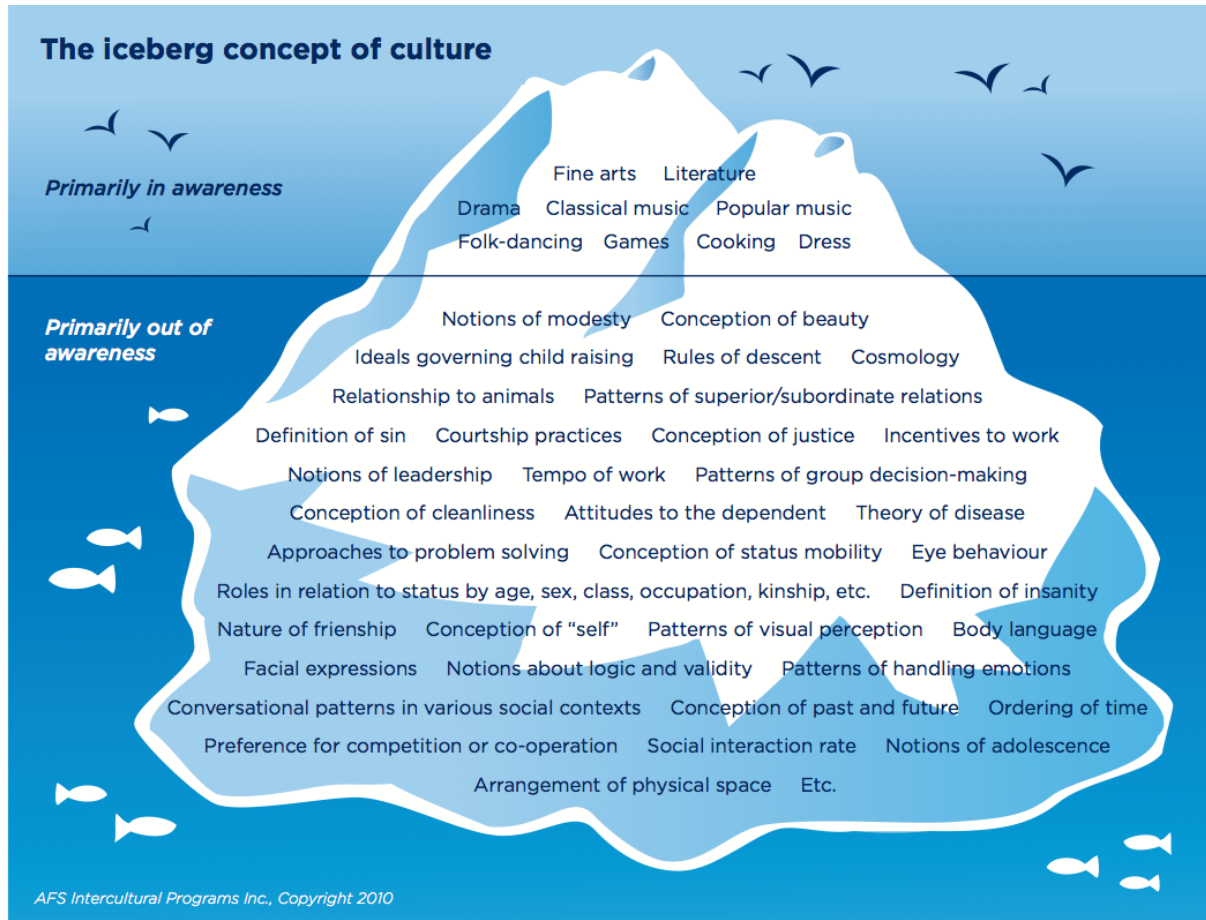 The iceberg concept of culture
Primarily in awareness
Fine arts Literature
Drama Classical music Popular music
Folk-dancing Games Cooking Dress
Primarily out of
awareness
Notions of modesty Conception of beauty
Ideals governing child raising Rules of descent Cosmology
Relationship to animals Patterns of superior/subordinate relations
Definition of sin Courtship practices Conception of justice Incentives to work
Notions of leadership Tempo of work Patterns of group decision-making
Conception of cleanliness Attitudes to the dependent Theory of disease
Approaches to problem solving Conception of status mobility Eye behaviour
Roles in relation to status by age, sex, class, occupation, kinship, etc. Definition of insanity
Nature of frienship Conception of “self” Patterns of visual perception Body language
Facial expressions Notions about logic and validity Patterns of handling emotions
Conversational patterns in various social contexts Conception of past and future Ordering of time
Preference for competition or co-operation Social interaction rate Notions of adolescence
Arrangement of physical space Etc.
AFS Intercultural Programs Inc., Copyright 2010